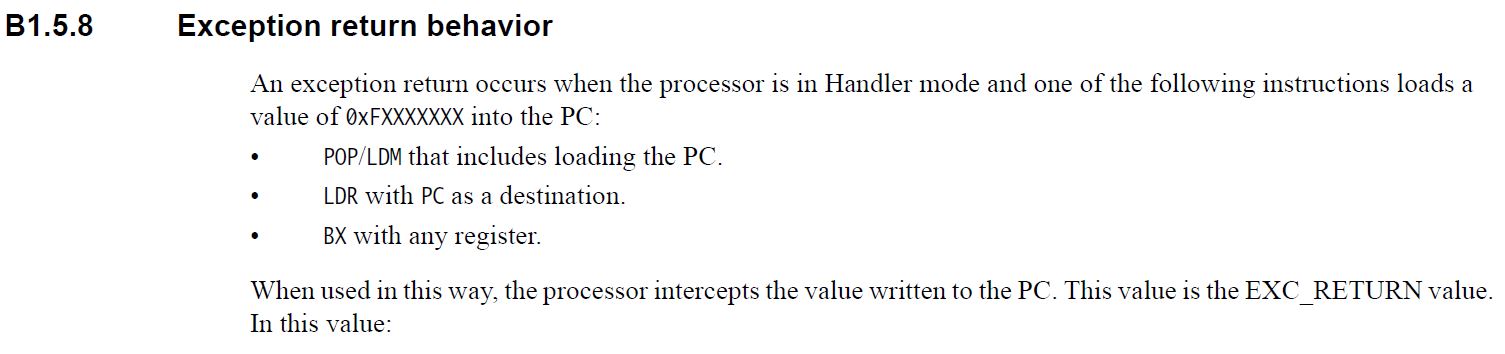 B1.5.8 Exception return behavior
An exception return occurs when the processor is in Handler mode and one of the following instructions loads a
value of 0xFXXXXXXX into the PC:
• POP/LDM that includes loading the PC.
• LDR with PC as a destination.
• BX with any register.
When used in this way, the processor intercepts the value written to the PC. This value is the EXC_RETURN value.
In this value: